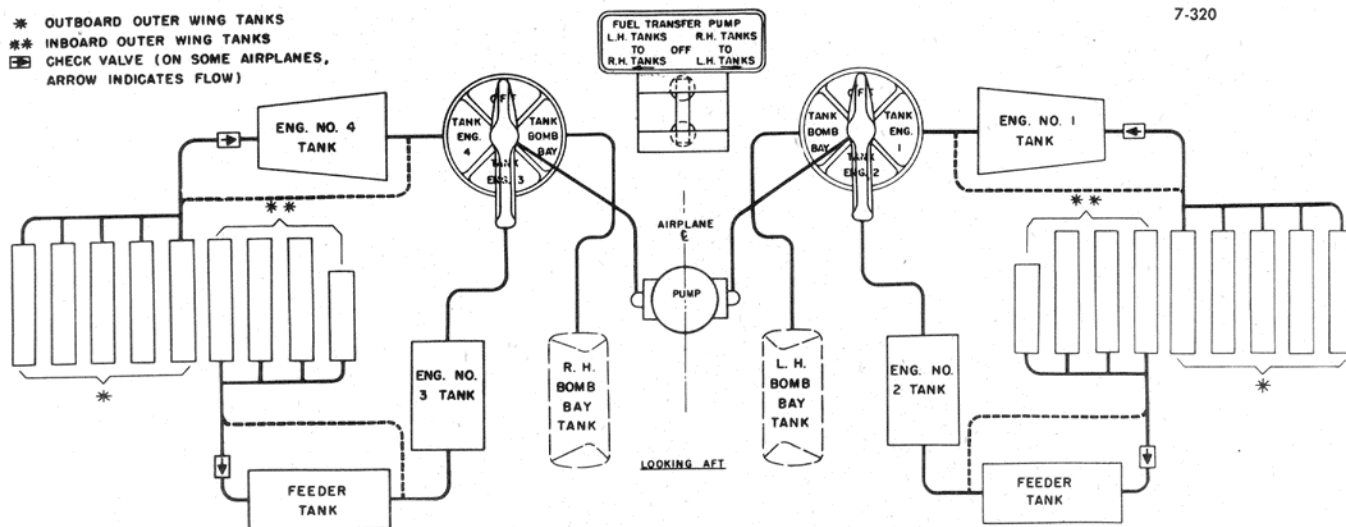 * OUTBOARD OUTER WING TANKS
** INBOARD OUTER WING TANKS
CHECK VALVE (ON SOME AIRPLANES,
ARROW INDICATES FLOW)
7-320
FUEL TRANSFER PUMP
L.H. TANKS R.H. TANKS
TO OFF TO
R.H. TANKS L.H. TANKS
ENG. NO. 4
TANK
OFF
TANK
ENG.
4
TANK
BOMB
BAY
TANK
ENG. 3
OFF
TANK
BOMB
BAY
TANK
ENG.
1
TANK
ENG. 2
ENG. NO. 1
TANK
**
**
AIRPLANE
℄
PUMP
*
*
ENG. NO.
3 TANK
R. H.
BOMB
BAY
TANK
L. H.
BOMB
BAY
TANK
ENG. NO.
2 TANK
LOOKING AFT
FEEDER
TANK
FEEDER
TANK